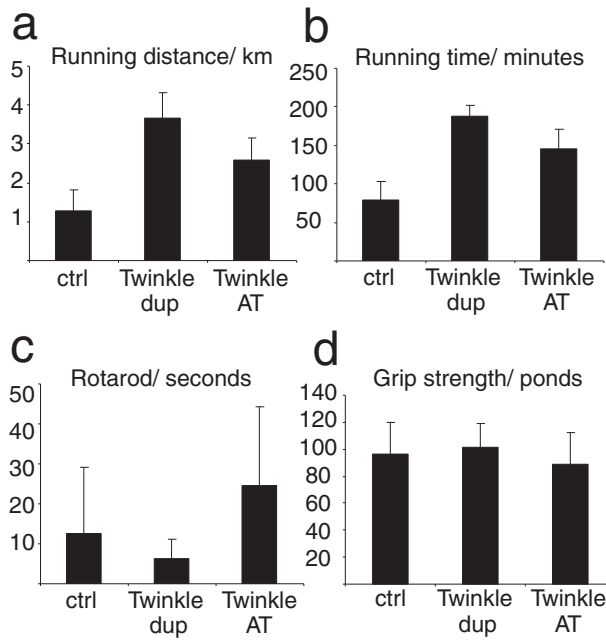 a
Running distance/ km
5
4
3
2
1
ctrl
Twinkle
dup
Twinkle
AT
b
Running time/ minutes
250
200
150
100
50
ctrl
Twinkle
dup
Twinkle
AT
c
Rotarod/ seconds
50
40
30
20
10
ctrl
Twinkle
dup
Twinkle
AT
d
Grip strength/ ponds
140
120
100
80
60
40
20
ctrl
Twinkle
dup
Twinkle
AT